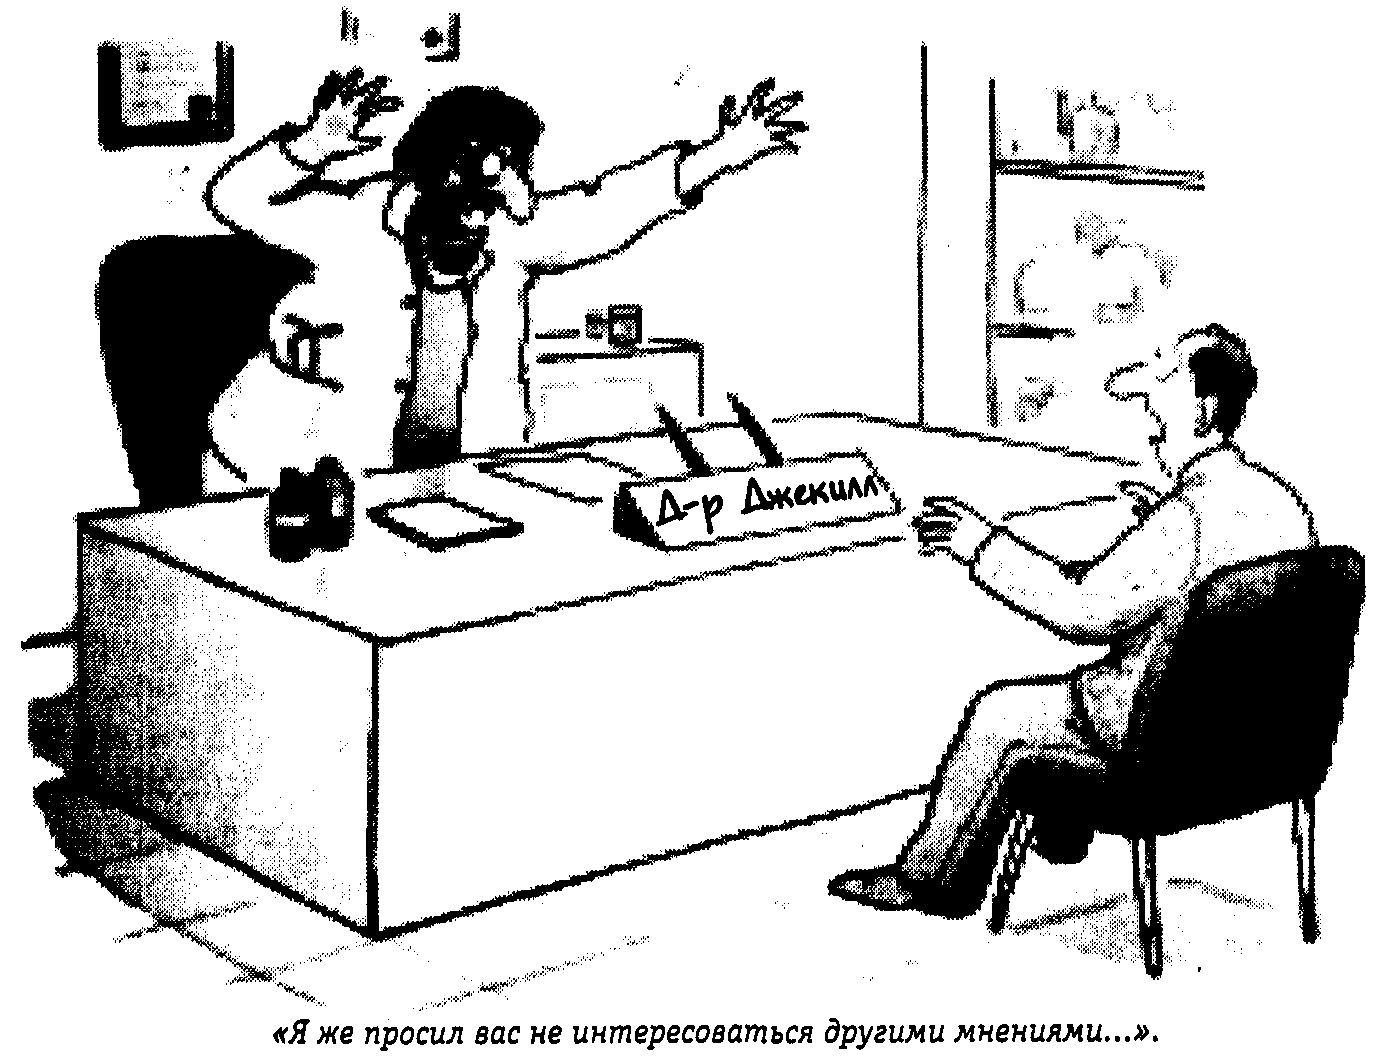 Д-р Джекилл
«Я же просил вас не интересоваться другими мнениями...».